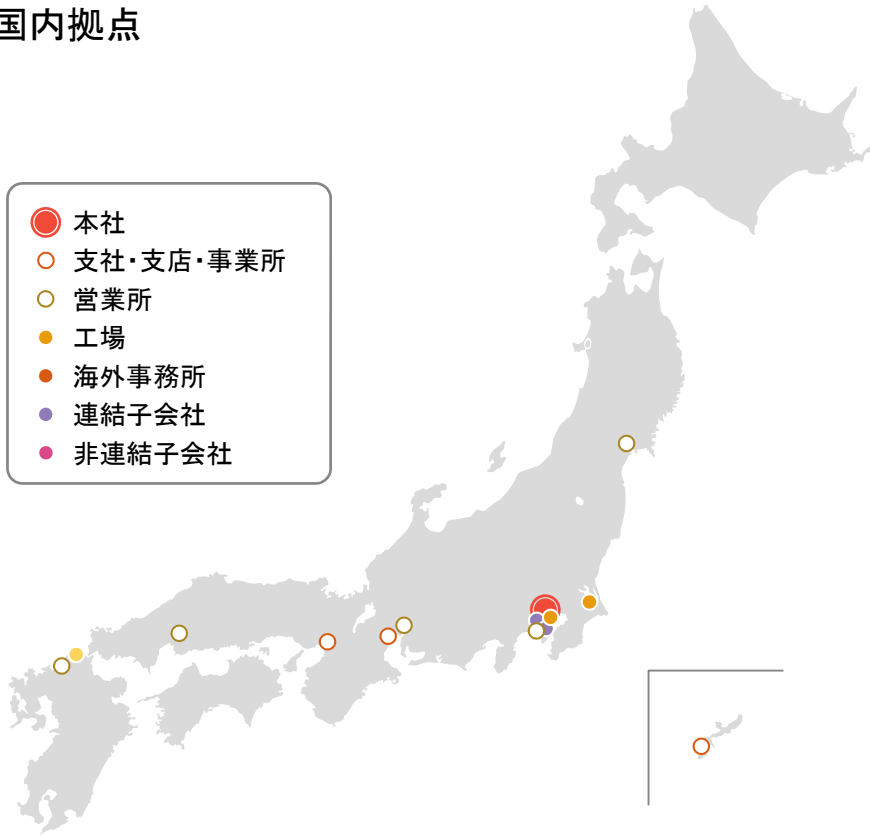 国内拠点
本社
支社・支店・事業所
営業所
工場
海外事務所
連結子会社
非連結子会社